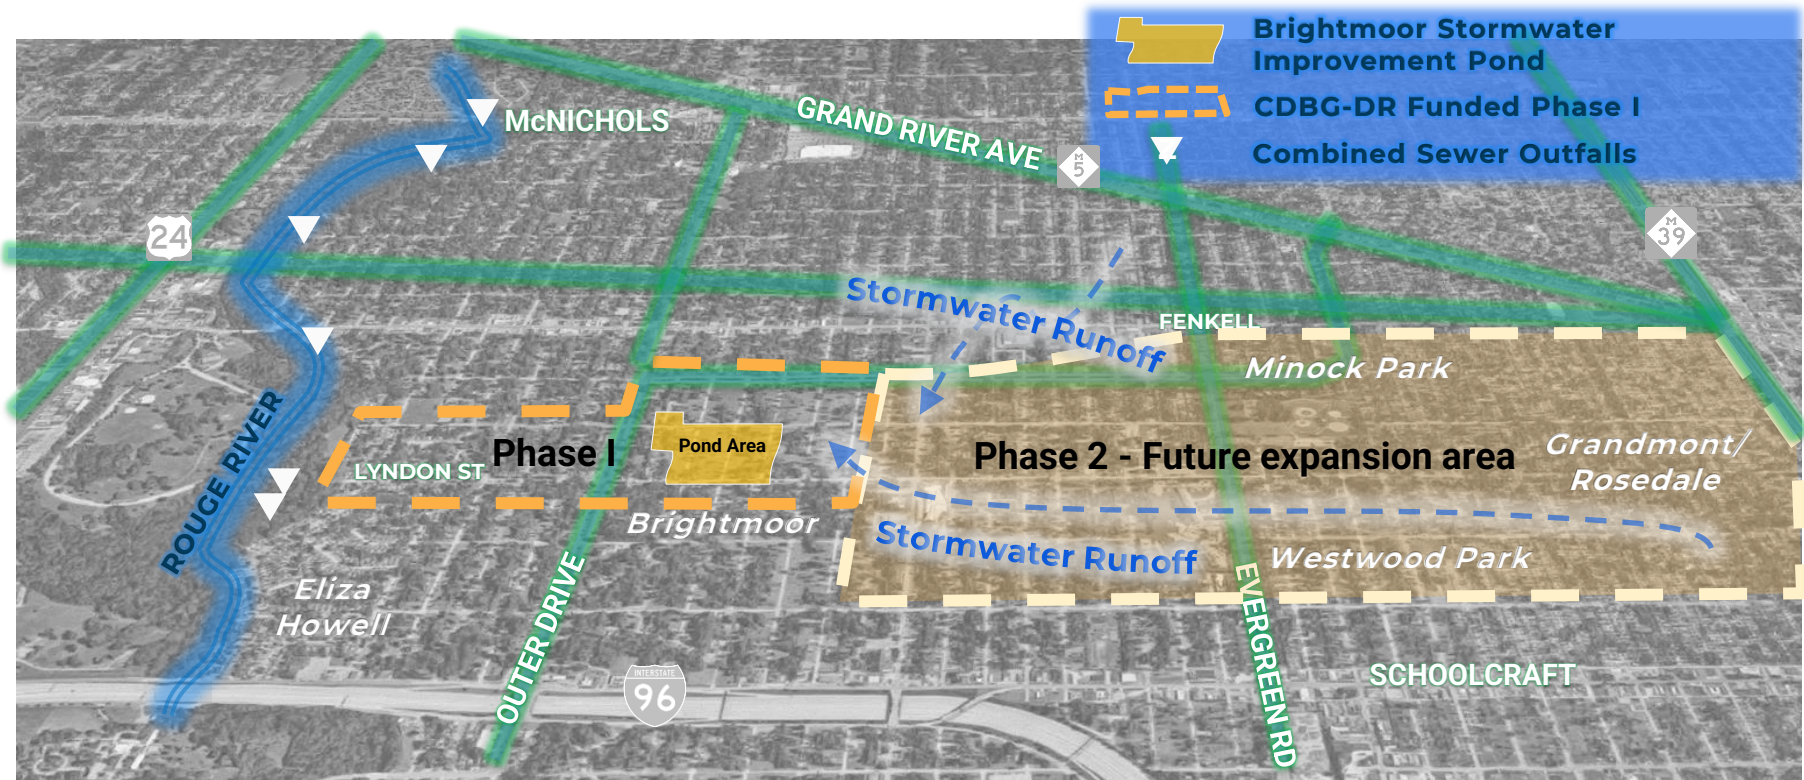 Brightmoor Stormwater
Improvement Pond
CDBG-DR Funded Phase I
Combined Sewer Outfalls
McNICHOLS
GRAND RIVER AVE
M
5
24
M
39
Stormwater Runoff
FENKELL
Minock Park
ROUGE RIVER
LYNDON ST
Phase I
Pond Area
Phase 2 - Future expansion area
Grandmont/
Rosedale
Brightmoor
Stormwater Runoff
Westwood Park
Eliza
Howell
OUTER DRIVE
EVERGREEN RD
INTERSTATE
96
SCHOOLCRAFT